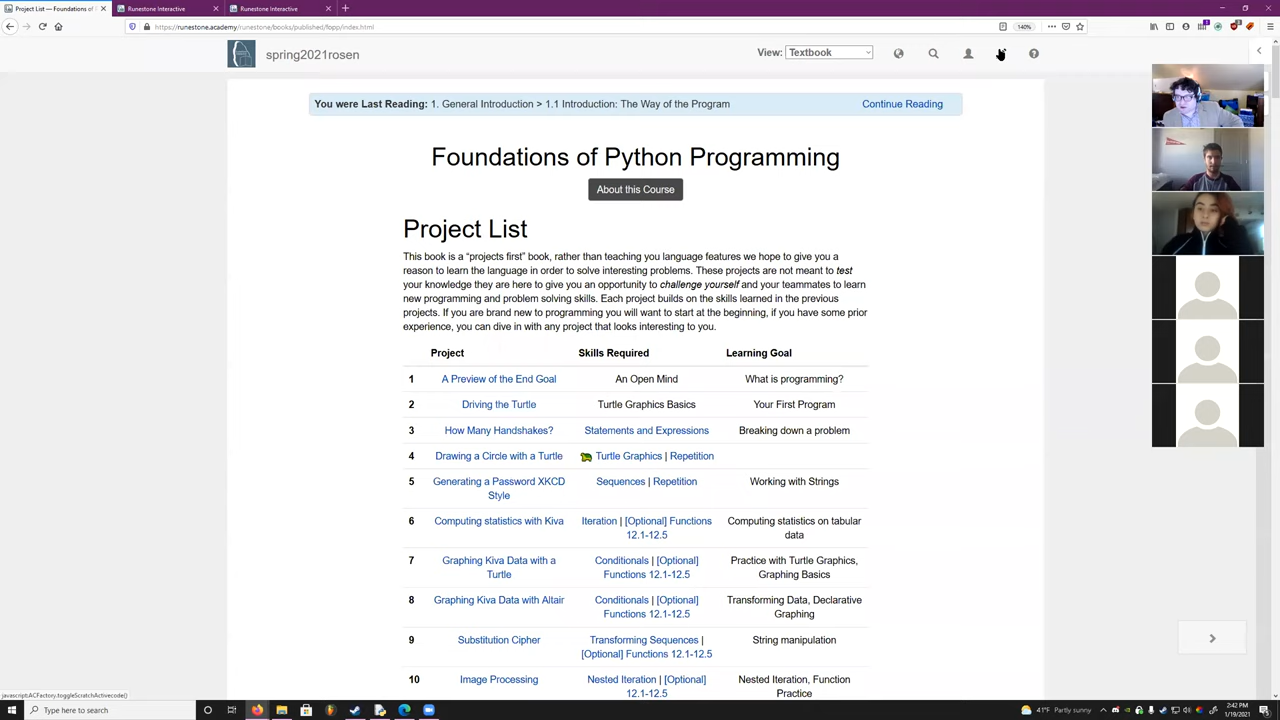 Project List — Foundations of P
Runestone Interactive
Runestone Interactive
https://runestone.academy/runestone/books/published/fopp/index.html
140%
spring2021rosen
View:
Textbook
You were Last Reading: 1. General Introduction > 1.1 Introduction: The Way of the Program
Continue Reading
Foundations of Python Programming
About this Course
Project List
This book is a “projects first” book, rather than teaching you language features we hope to give you a
reason to learn the language in order to solve interesting problems. These projects are not meant to test
your knowledge they are here to give you an opportunity to challenge yourself and your teammates to learn
new programming and problem solving skills. Each project builds on the skills learned in the previous
projects. If you are brand new to programming you will want to start at the beginning, if you have some prior
experience, you can dive in with any project that looks interesting to you.
Project Skills Required Learning Goal
1 A Preview of the End Goal An Open Mind What is programming?
2 Driving the Turtle Turtle Graphics Basics Your First Program
3 How Many Handshakes? Statements and Expressions Breaking down a problem
4 Drawing a Circle with a Turtle Turtle Graphics | Repetition
5 Generating a Password XKCD Sequences | Repetition Working with Strings
Style
6 Computing statistics with Kiva Iteration | [Optional] Functions Computing statistics on tabular
12.1-12.5 data
7 Graphing Kiva Data with a Conditionals | [Optional] Practice with Turtle Graphics,
Turtle Functions 12.1-12.5 Graphing Basics
8 Graphing Kiva Data with Altair Conditionals | [Optional] Transforming Data, Declarative
Functions 12.1-12.5 Graphing
9 Substitution Cipher Transforming Sequences | String manipulation
[Optional] Functions 12.1-12.5
10 Image Processing Nested Iteration | [Optional] Nested Iteration, Function
12.1-12.5 Practice
javascript:ACFactory.toggleScratchActivecode()
Type here to search
41°F Partly sunny
2:42 PM
1/19/2021